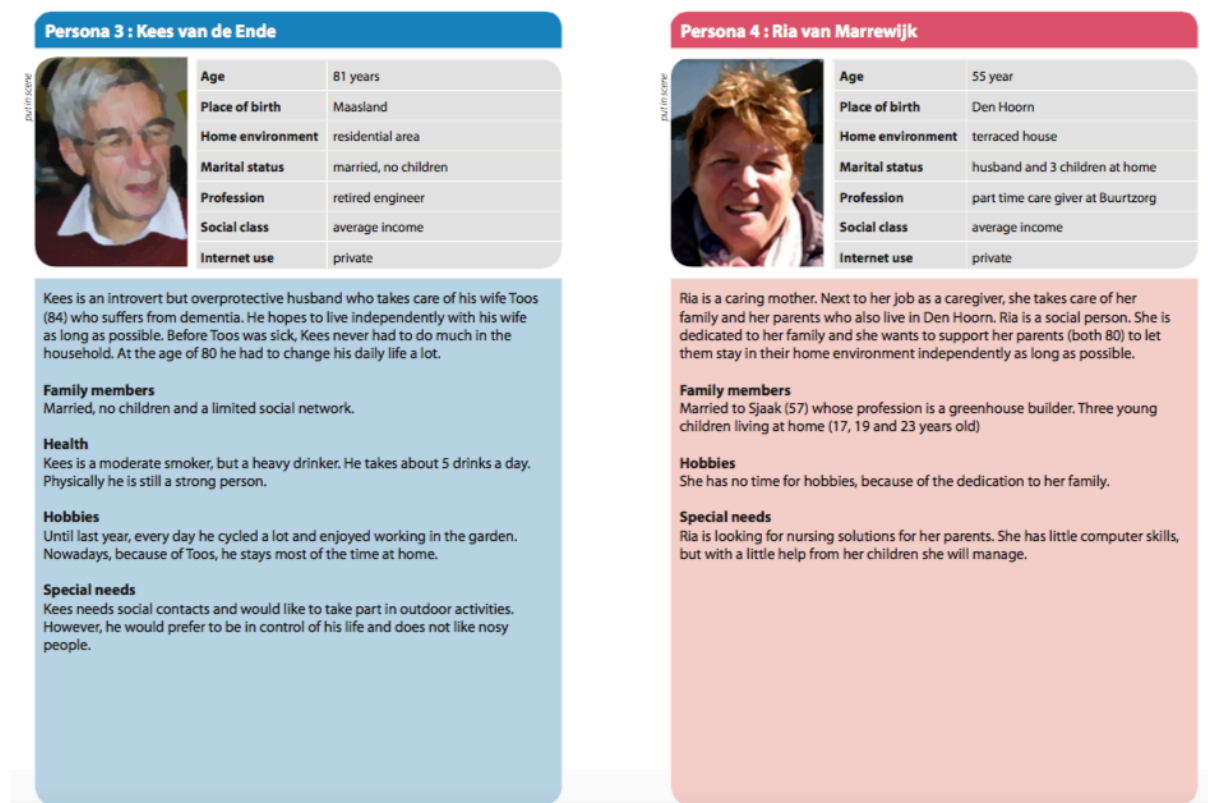 Persona 3 : Kees van de Ende
put in scene
Age 81 years
Place of birth Maasland
Home environment residential area
Marital status married, no children
Profession retired engineer
Social class average income
Internet use private
Kees is an introvert but overprotective husband who takes care of his wife Toos
(84) who suffers from dementia. He hopes to live independently with his wife
as long as possible. Before Toos was sick, Kees never had to do much in the
household. At the age of 80 he had to change his daily life a lot.
Family members
Married, no children and a limited social network.
Health
Kees is a moderate smoker, but a heavy drinker. He takes about 5 drinks a day.
Physically he is still a strong person.
Hobbies
Until last year, every day he cycled a lot and enjoyed working in the garden.
Nowadays, because of Toos, he stays most of the time at home.
Special needs
Kees needs social contacts and would like to take part in outdoor activities.
However, he would prefer to be in control of his life and does not like nosy
people.
Persona 4 : Ria van Marrewijk
put in scene
Age 55 year
Place of birth Den Hoorn
Home environment terraced house
Marital status husband and 3 children at home
Profession part time care giver at Buurtzorg
Social class average income
Internet use private
Ria is a caring mother. Next to her job as a caregiver, she takes care of her
family and her parents who also live in Den Hoorn. Ria is a social person. She is
dedicated to her family and she wants to support her parents (both 80) to let
them stay in their home environment independently as long as possible.
Family members
Married to Sjaak (57) whose profession is a greenhouse builder. Three young
children living at home (17, 19 and 23 years old)
Hobbies
She has no time for hobbies, because of the dedication to her family.
Special needs
Ria is looking for nursing solutions for her parents. She has little computer skills,
but with a little help from her children she will manage.